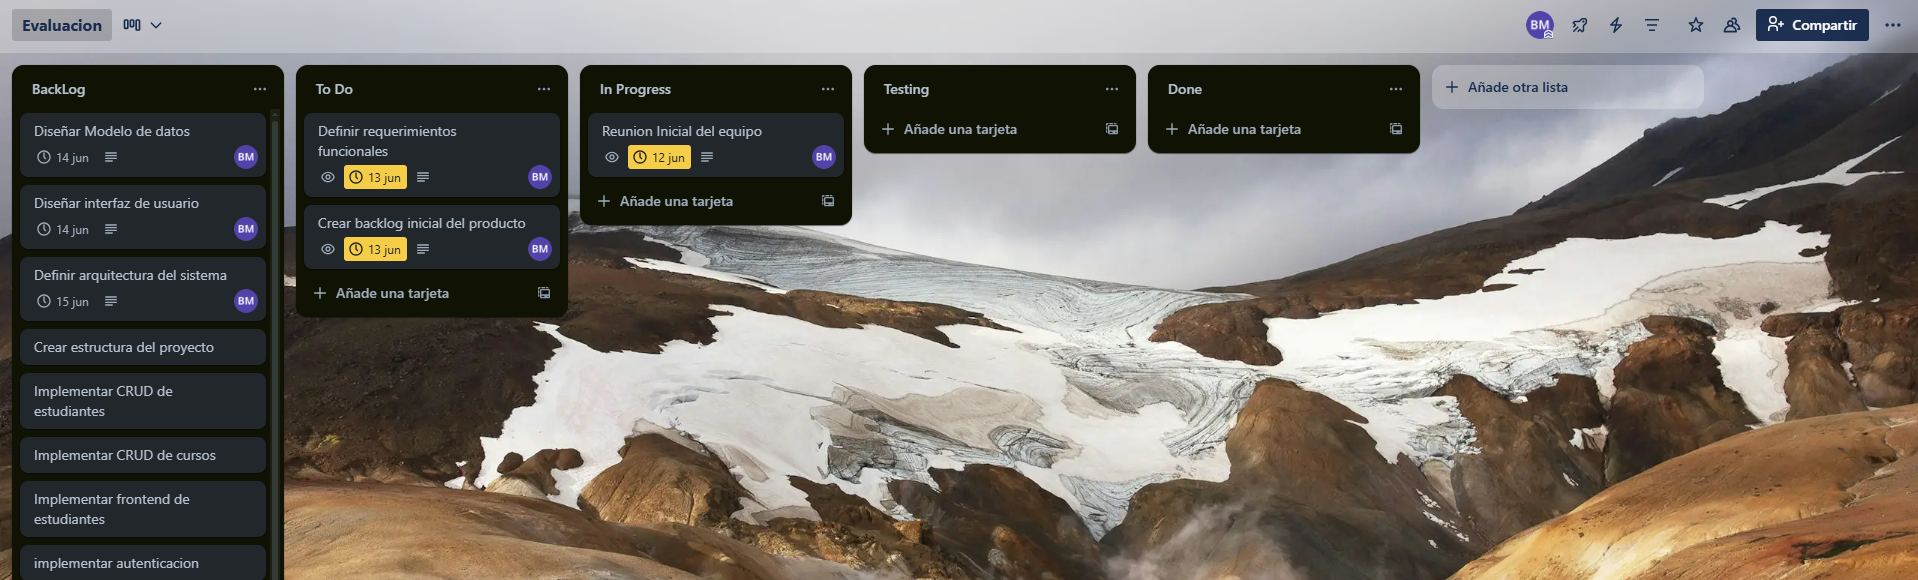 Evaluacion
BM
Compartir
BackLog
Diseñar Modelo de datos
14 jun
BM
Diseñar interfaz de usuario
14 jun
BM
Definir arquitectura del sistema
15 jun
BM
Crear estructura del proyecto
Implementar CRUD de
estudiantes
Implementar CRUD de cursos
Implementar frontend de
estudiantes
implementar autenticacion
To Do
Definir requerimientos
funcionales
13 jun
BM
Crear backlog inicial del producto
13 jun
BM
Añade una tarjeta
In Progress
Reunion Inicial del equipo
12 jun
BM
Añade una tarjeta
Testing
Añade una tarjeta
Done
Añade una tarjeta
Añade otra lista